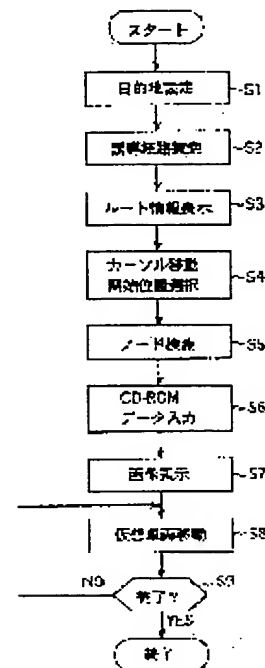 スタート
目的地設定
S1
誘導経路探索
S2
ルート情報表示
S3
カーソル移動
開始位置選択
S4
ノード検索
S5
CD-ROM
データ入力
S6
画像表示
S7
仮想車両移動
S8
NO
終了?
S9
YES
終了